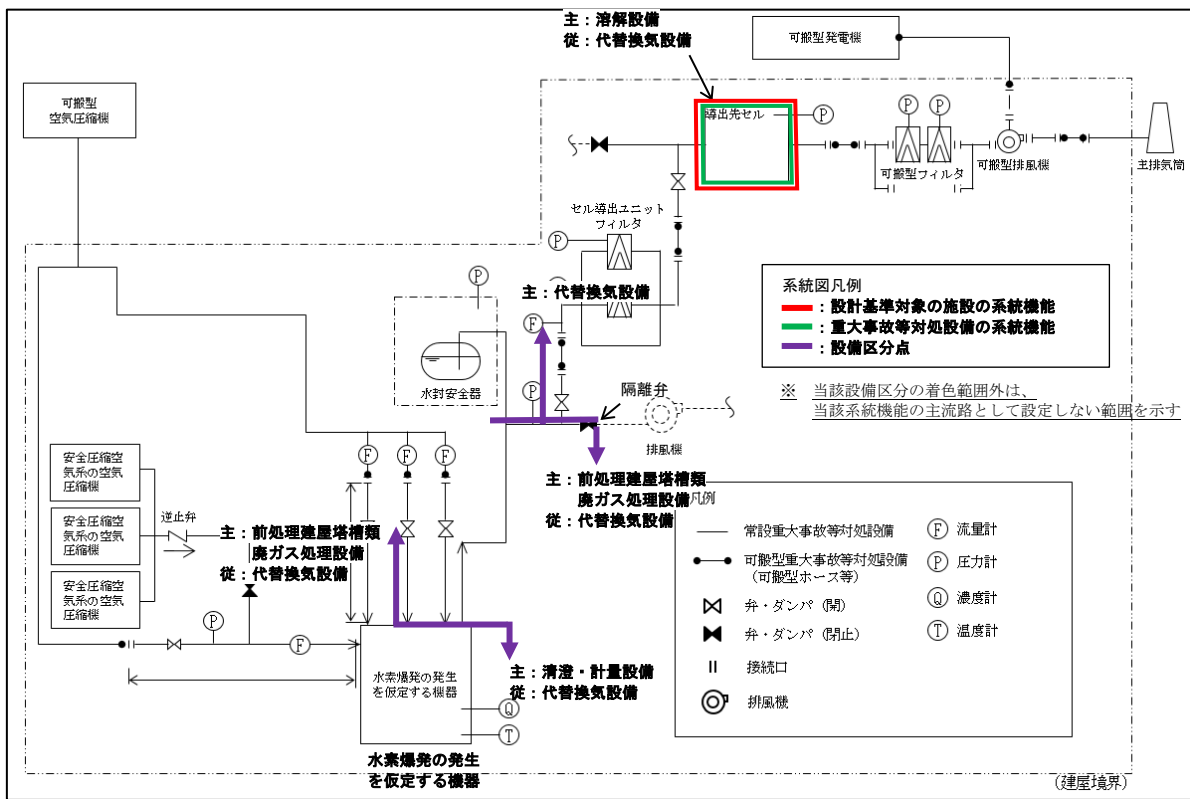 主：溶解設備
従：代替換気設備
可搬型発電機
可搬型
空気圧縮機
導出先セル
P
P
P
可搬型フィルタ
可搬型排風機
主排気筒
セル導出ユニット
フィルタ
P
P
主：代替換気設備
F
水封安全器
P
隔離弁
排風機
系統図凡例
：設計基準対象の施設の系統機能
：重大事故等対処設備の系統機能
：設備区分点
※　当該設備区分の着色範囲外は、
当該系統機能の主流路として設定しない範囲を示す
F
F
F
主：前処理建屋塔槽類
廃ガス処理設備
従：代替換気設備
安全圧縮空
気系の空気
圧縮機
安全圧縮空
気系の空気
圧縮機
安全圧縮空
気系の空気
圧縮機
逆止弁
主：前処理建屋塔槽類
廃ガス処理設備
従：代替換気設備
P
F
水素爆発の発生
を仮定する機器
Q
T
主：清澄・計量設備
従：代替換気設備
水素爆発の発生
を仮定する機器
凡例
常設重大事故等対処設備
可搬型重大事故等対処設備
（可搬型ホース等）
弁・ダンパ（開）
弁・ダンパ（閉止）
接続口
排風機
F 流量計
P 圧力計
Q 濃度計
T 温度計
（建屋境界）